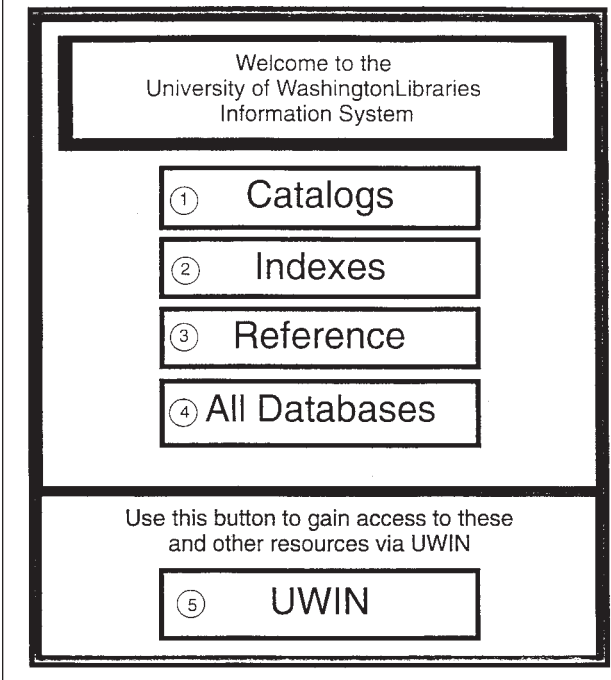 Welcome to the
University of WashingtonLibraries
Information System
1 Catalogs
2 Indexes
3 Reference
4 All Databases
Use this button to gain access to these
and other resources via UWIN
5 UWIN